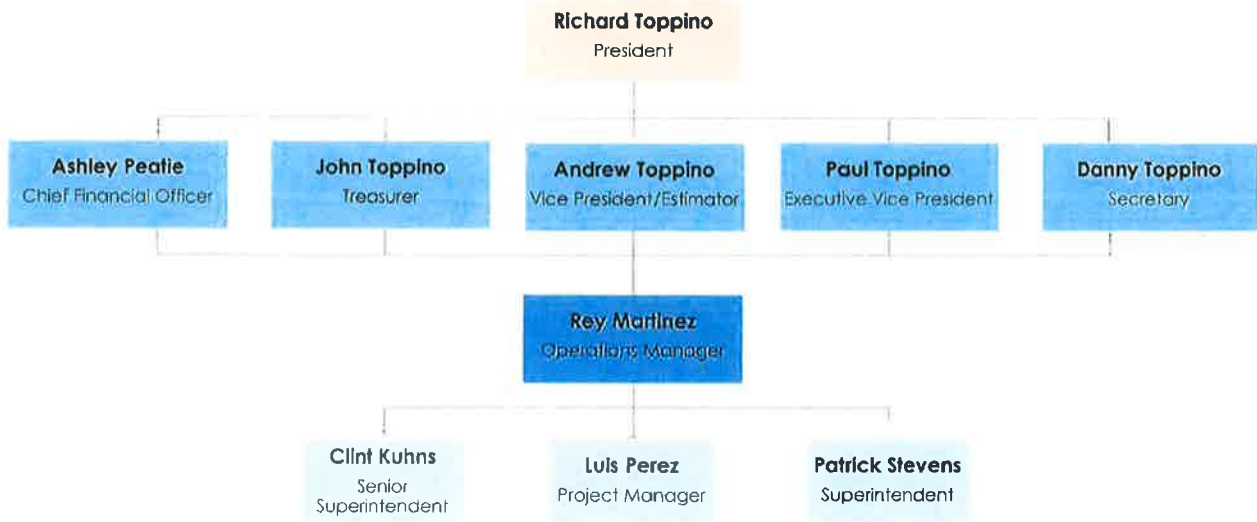 Richard Toppino
President
Ashley Peatie
Chief Financial Officer
John Toppino
Treasurer
Andrew Toppino
Vice President/Estimator
Paul Toppino
Executive Vice President
Danny Toppino
Secretary
Rey Martinez
Operations Manager
Clint Kuhns
Senior
Superintendent
Luis Perez
Project Manager
Patrick Stevens
Superintendent